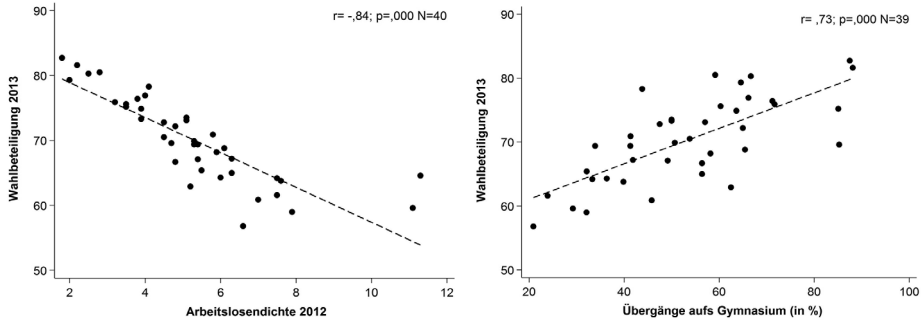 r= -,84; p=,000 N=40
90
80
70
60
50
Wahlbeteiligung 2013
2 4 6 8 10 12
Arbeitslosendichte 2012
r= ,73; p=,000 N=39
90
80
70
60
50
Wahlbeteiligung 2013
20 40 60 80 100
Übergänge aufs Gymnasium (in %)